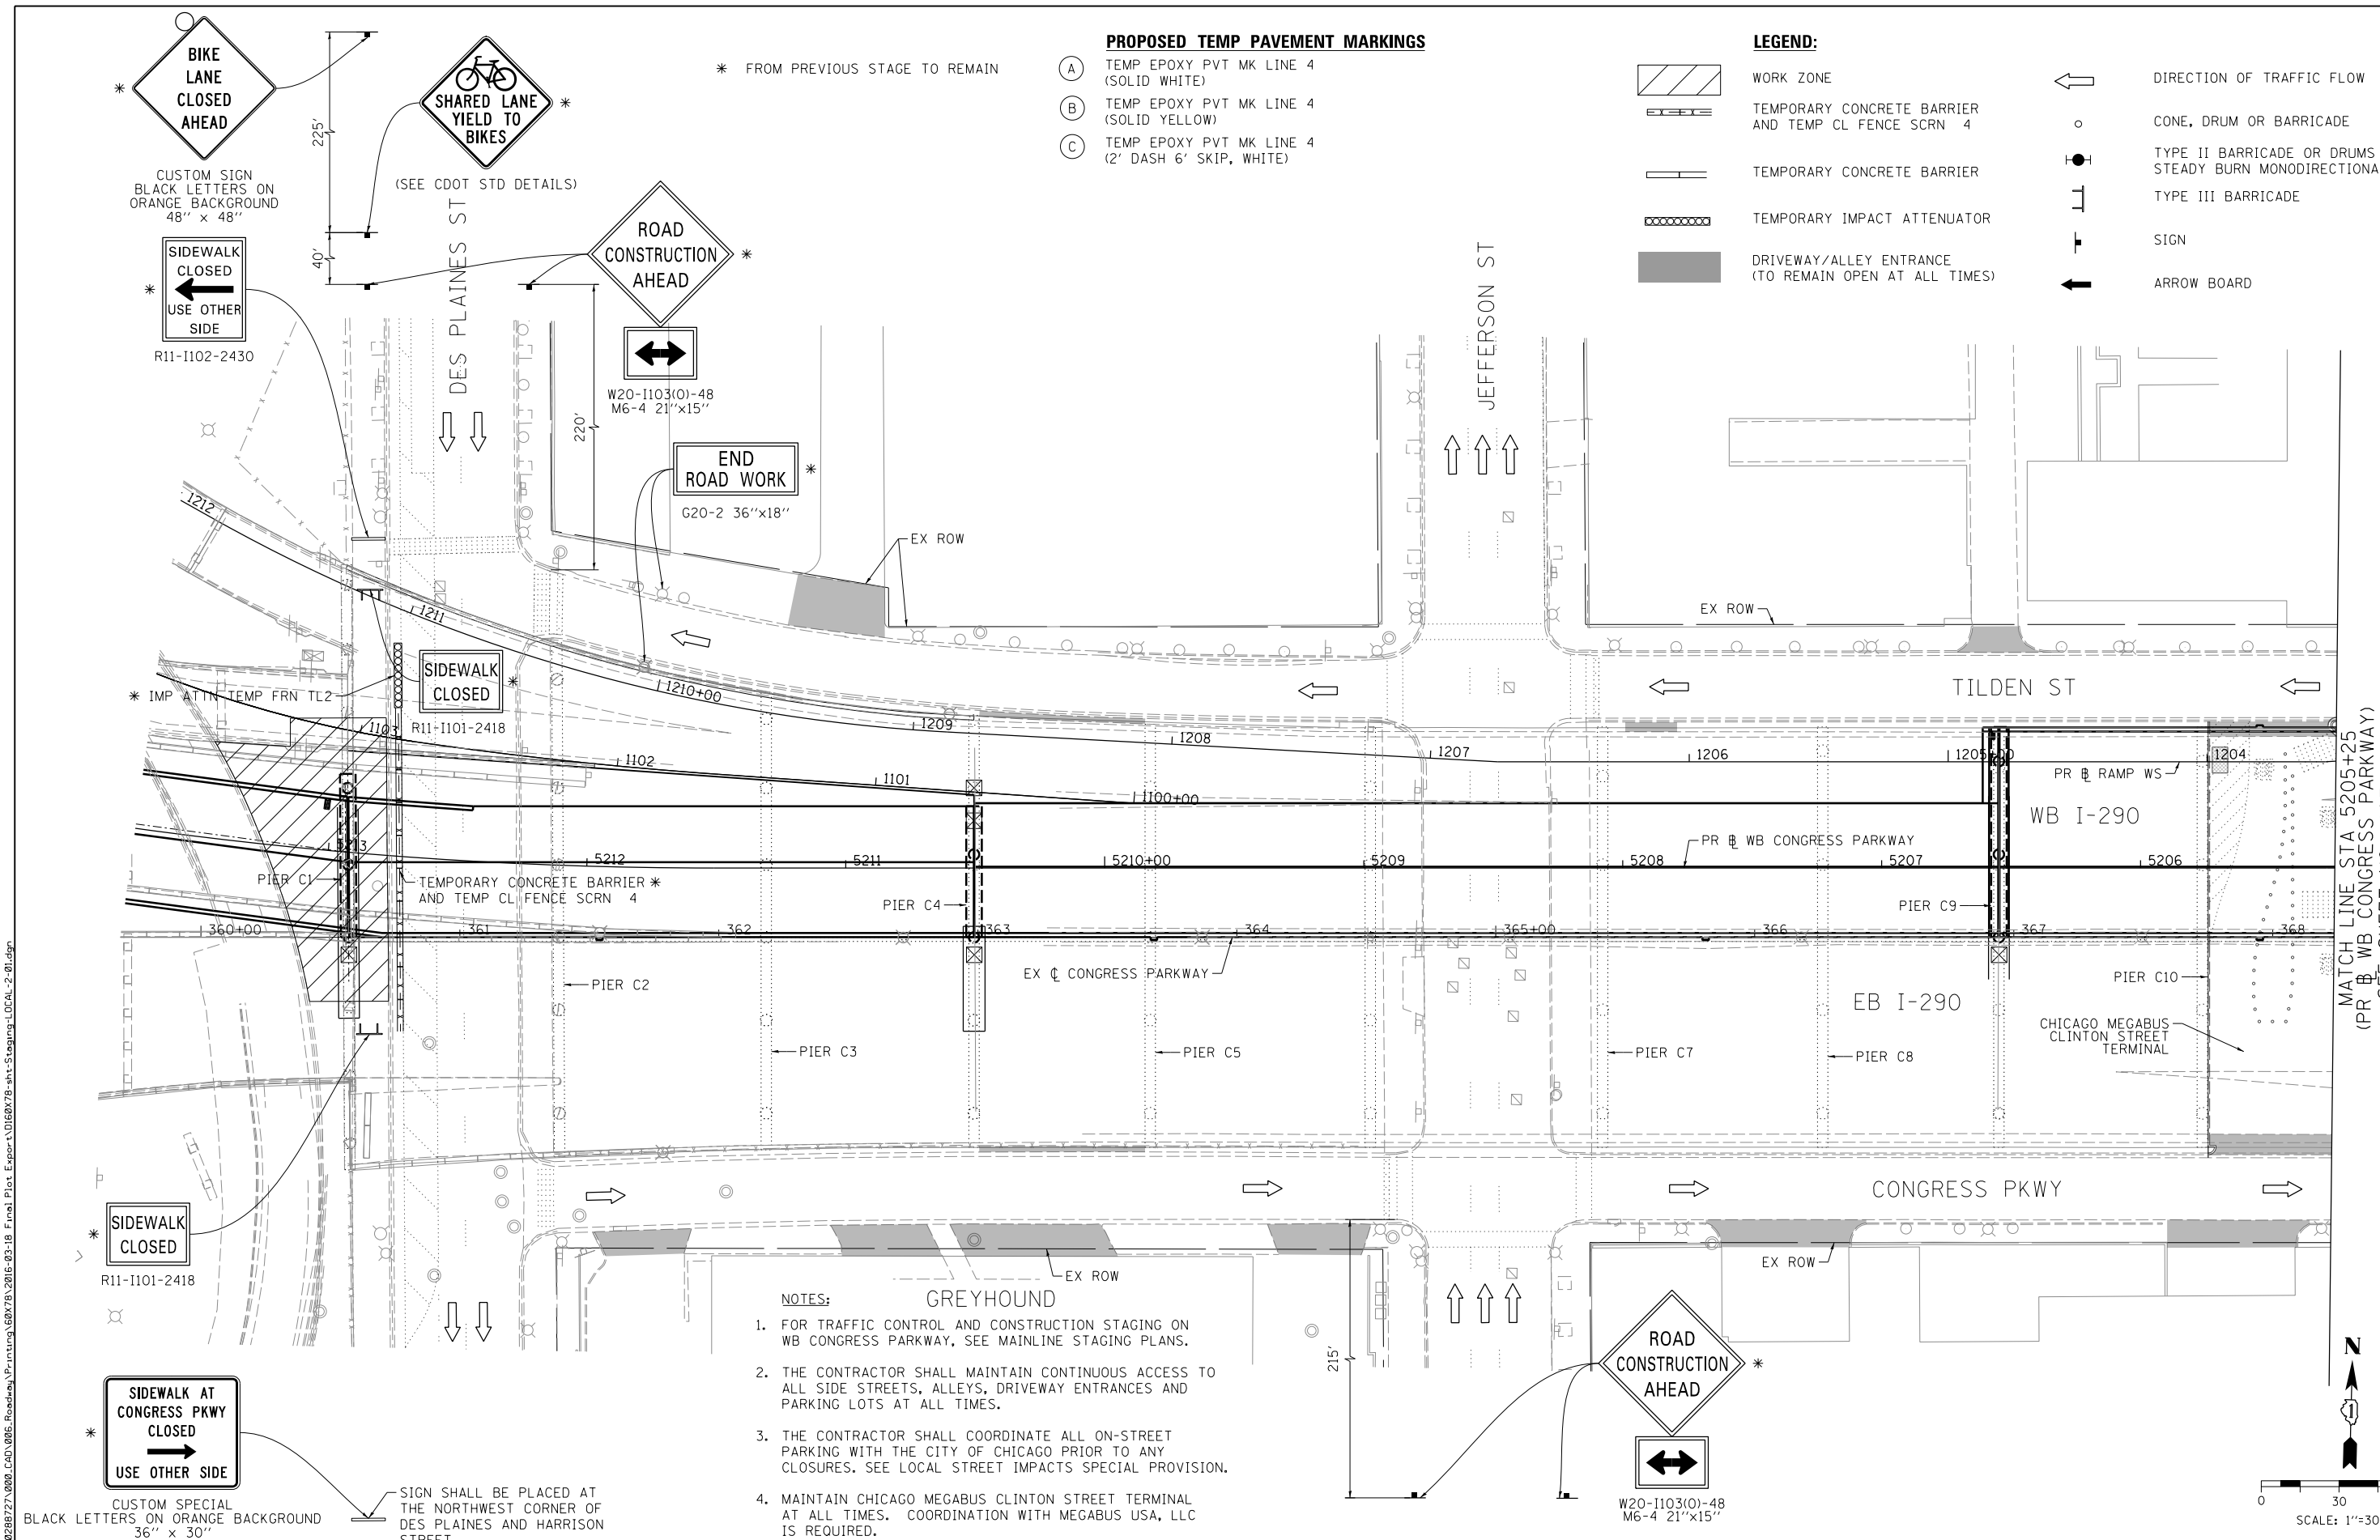 BIKE
LANE
CLOSED
AHEAD
*
CUSTOM SIGN
BLACK LETTERS ON
ORANGE BACKGROUND
48'' x 48''
225'
40'
SHARED LANE
YIELD TO
BIKES
*
(SEE CDOT STD DETAILS)
* FROM PREVIOUS STAGE TO REMAIN
PROPOSED TEMP PAVEMENT MARKINGS
A TEMP EPOXY PVT MK LINE 4
(SOLID WHITE)
B TEMP EPOXY PVT MK LINE 4
(SOLID YELLOW)
C TEMP EPOXY PVT MK LINE 4
(2' DASH 6' SKIP, WHITE)
LEGEND:
WORK ZONE
TEMPORARY CONCRETE BARRIER
AND TEMP CL FENCE SCRN 4
TEMPORARY CONCRETE BARRIER
TEMPORARY IMPACT ATTENUATOR
DRIVEWAY/ALLEY ENTRANCE
(TO REMAIN OPEN AT ALL TIMES)
DIRECTION OF TRAFFIC FLOW
CONE, DRUM OR BARRICADE
TYPE II BARRICADE OR DRUMS
STEADY BURN MONODIRECTIONA
TYPE III BARRICADE
SIGN
ARROW BOARD
SIDEWALK
CLOSED
USE OTHER
SIDE
*
R11-I102-2430
DES PLAINES ST
ROAD
CONSTRUCTION
AHEAD
*
W20-I103(0)-48
M6-4 21''x15''
220'
END
ROAD WORK
*
G20-2 36''x18''
JEFFERSON ST
EX ROW
EX ROW
1212
1211
1210+00
1209
1208
1207
1206
1205+00
1204
SIDEWALK
CLOSED
*
R11-I101-2418
* IMP ATTN TEMP FRN TL2
TILDEN ST
1103
1102
1101
1100+00
PR B RAMP WS
WB I-290
PR B WB CONGRESS PARKWAY
5213
5212
5211
5210+00
5209
5208
5207
5206
PIER C1
TEMPORARY CONCRETE BARRIER *
AND TEMP CL FENCE SCRN 4
PIER C4
PIER C9
360+00
361
362
363
364
365+00
366
367
368
EX CL CONGRESS PARKWAY
PIER C2
PIER C10
EB I-290
CHICAGO MEGABUS
CLINTON STREET
TERMINAL
PIER C3
PIER C5
PIER C7
PIER C8
MATCH LINE STA 5205+25
(PR B WB CONGRESS PARKWAY)
CONGRESS PKWY
SIDEWALK
CLOSED
*
R11-I101-2418
EX ROW
EX ROW
GREYHOUND
NOTES:
1. FOR TRAFFIC CONTROL AND CONSTRUCTION STAGING ON
WB CONGRESS PARKWAY, SEE MAINLINE STAGING PLANS.
2. THE CONTRACTOR SHALL MAINTAIN CONTINUOUS ACCESS TO
ALL SIDE STREETS, ALLEYS, DRIVEWAY ENTRANCES AND
PARKING LOTS AT ALL TIMES.
3. THE CONTRACTOR SHALL COORDINATE ALL ON-STREET
PARKING WITH THE CITY OF CHICAGO PRIOR TO ANY
CLOSURES. SEE LOCAL STREET IMPACTS SPECIAL PROVISION.
4. MAINTAIN CHICAGO MEGABUS CLINTON STREET TERMINAL
AT ALL TIMES. COORDINATION WITH MEGABUS USA, LLC
IS REQUIRED.
215'
ROAD
CONSTRUCTION
AHEAD
*
W20-I103(0)-48
M6-4 21''x15''
SIDEWALK AT
CONGRESS PKWY
CLOSED
USE OTHER SIDE
*
CUSTOM SPECIAL
BLACK LETTERS ON ORANGE BACKGROUND
36'' x 30''
SIGN SHALL BE PLACED AT
THE NORTHWEST CORNER OF
DES PLAINES AND HARRISON
N
0 30
SCALE: 1''=30